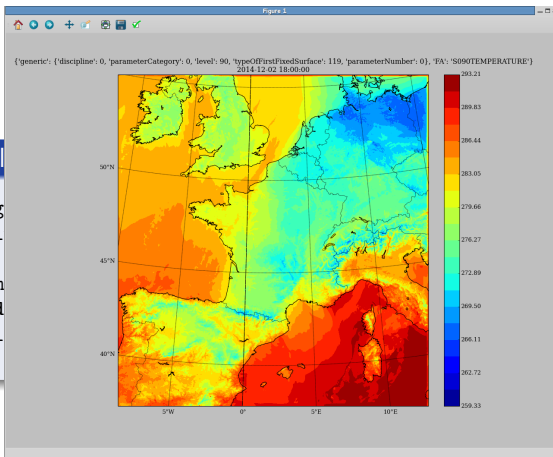 Figure 1
{'generic': {'discipline': 0, 'parameterCategory': 0, 'level': 90, 'typeOfFirstFixedSurface': 119, 'parameterNumber': 0}, 'FA': 'S090TEMPERATURE'}
2014-12-02 18:00:00
50°N
45°N
40°N
5°W
0°
5°E
10°E
293.21
289.83
286.44
283.05
279.66
276.27
272.89
269.50
266.11
262.72
259.33